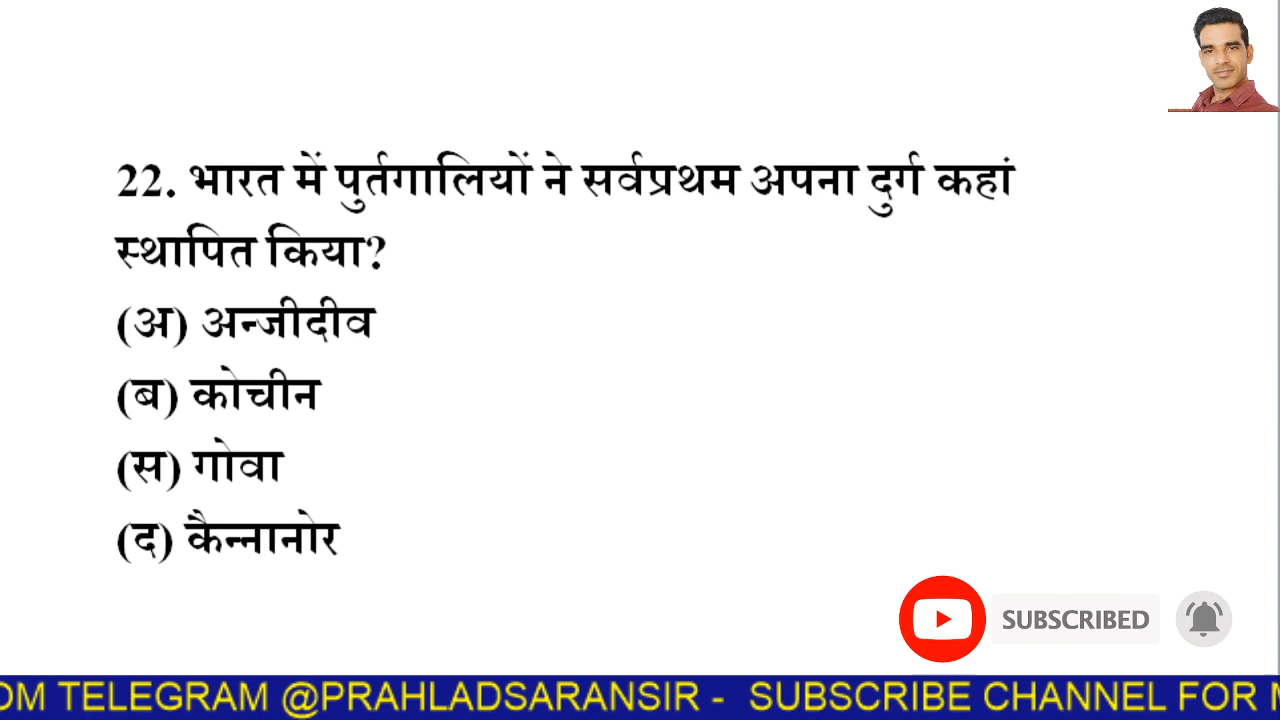 22. भारत में पुर्तगालियों ने सर्वप्रथम अपना दुर्ग कहां
स्थापित किया?
(अ) अन्जीदीव
(ब) कोचीन
(स) गोवा
(द) कैन्नानोर
SUBSCRIBED
OM TELEGRAM @PRAHLADSARANSIR - SUBSCRIBE CHANNEL FOR